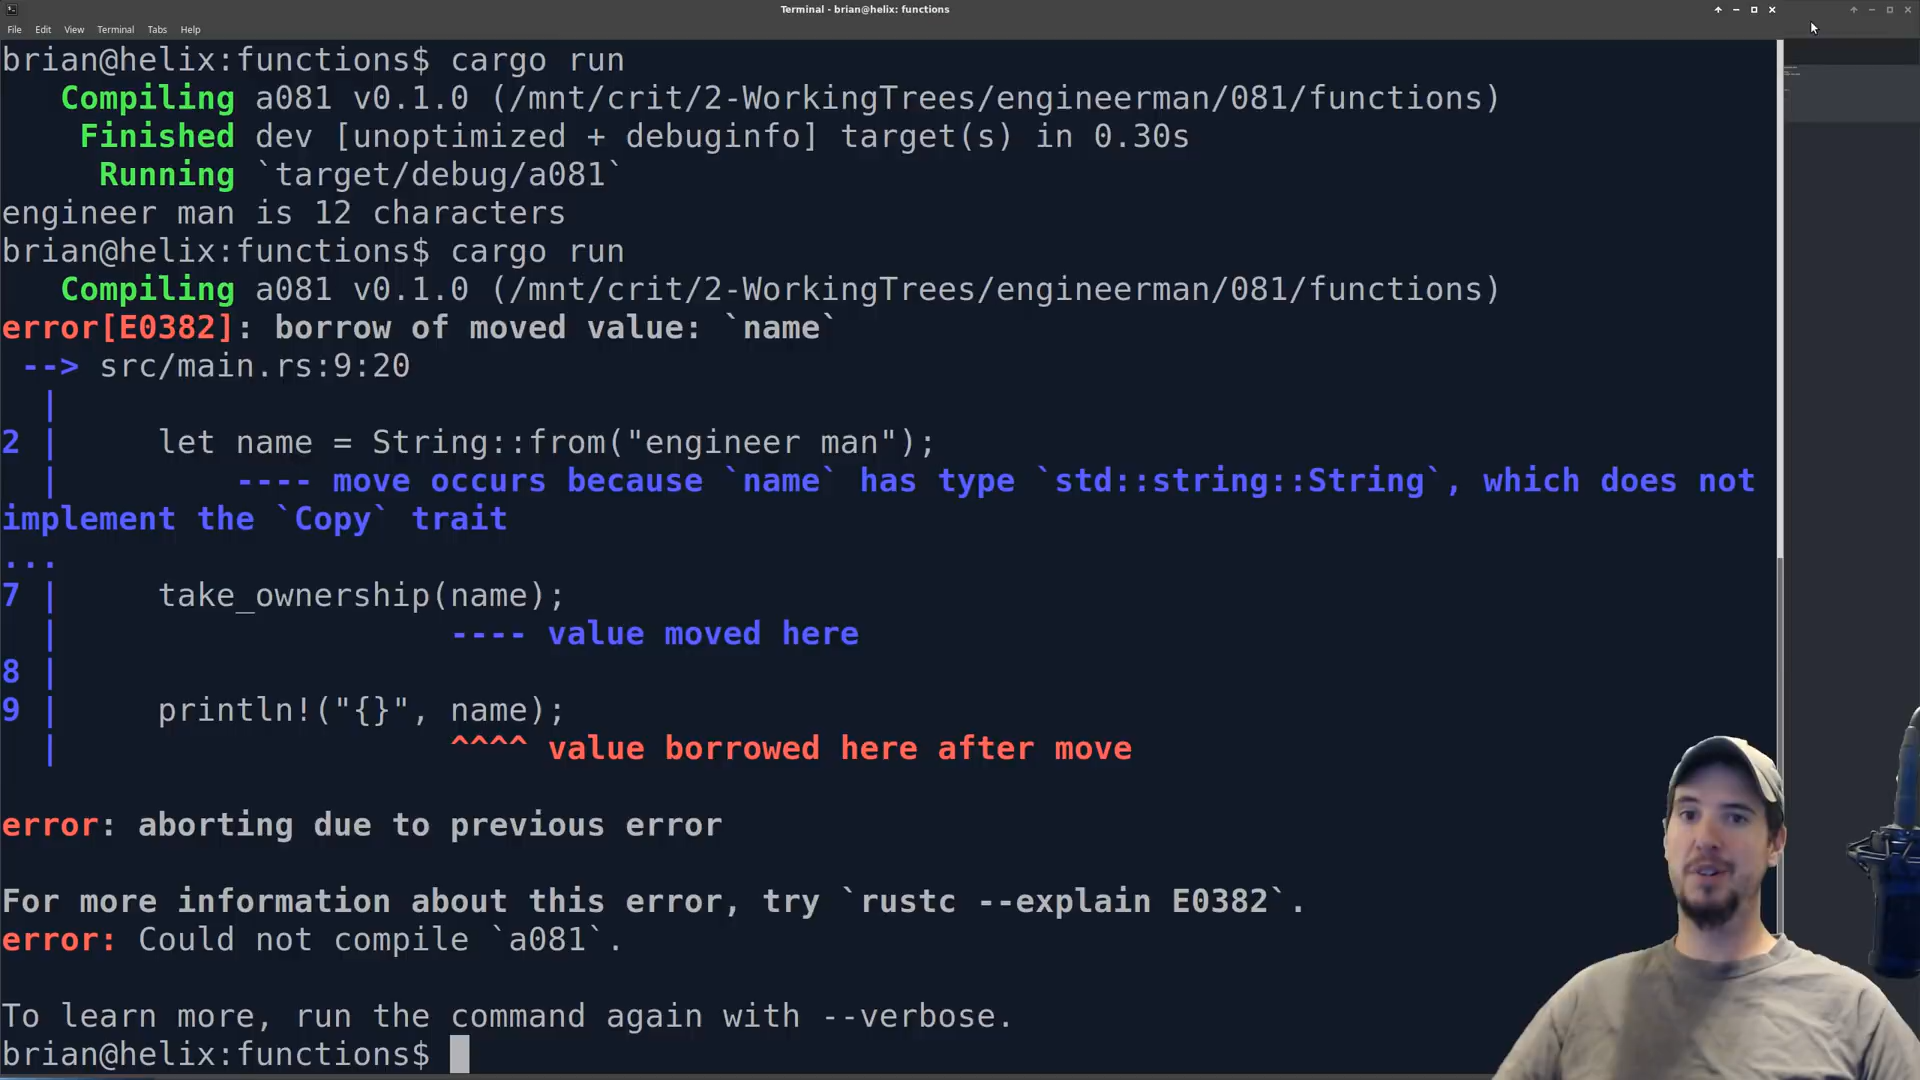 Terminal - brian@helix: functions
File Edit View Terminal Tabs Help
brian@helix:functions$ cargo run
   Compiling a081 v0.1.0 (/mnt/crit/2-WorkingTrees/engineerman/081/functions)
    Finished dev [unoptimized + debuginfo] target(s) in 0.30s
     Running `target/debug/a081`
engineer man is 12 characters
brian@helix:functions$ cargo run
   Compiling a081 v0.1.0 (/mnt/crit/2-WorkingTrees/engineerman/081/functions)
error[E0382]: borrow of moved value: `name`
 --> src/main.rs:9:20
  |
2 |     let name = String::from("engineer man");
  |         ---- move occurs because `name` has type `std::string::String`, which does not
implement the `Copy` trait
...
7 |     take_ownership(name);
  |                    ---- value moved here
8 |
9 |     println!("{}", name);
  |                    ^^^^ value borrowed here after move
error: aborting due to previous error
For more information about this error, try `rustc --explain E0382`.
error: Could not compile `a081`.
To learn more, run the command again with --verbose.
brian@helix:functions$